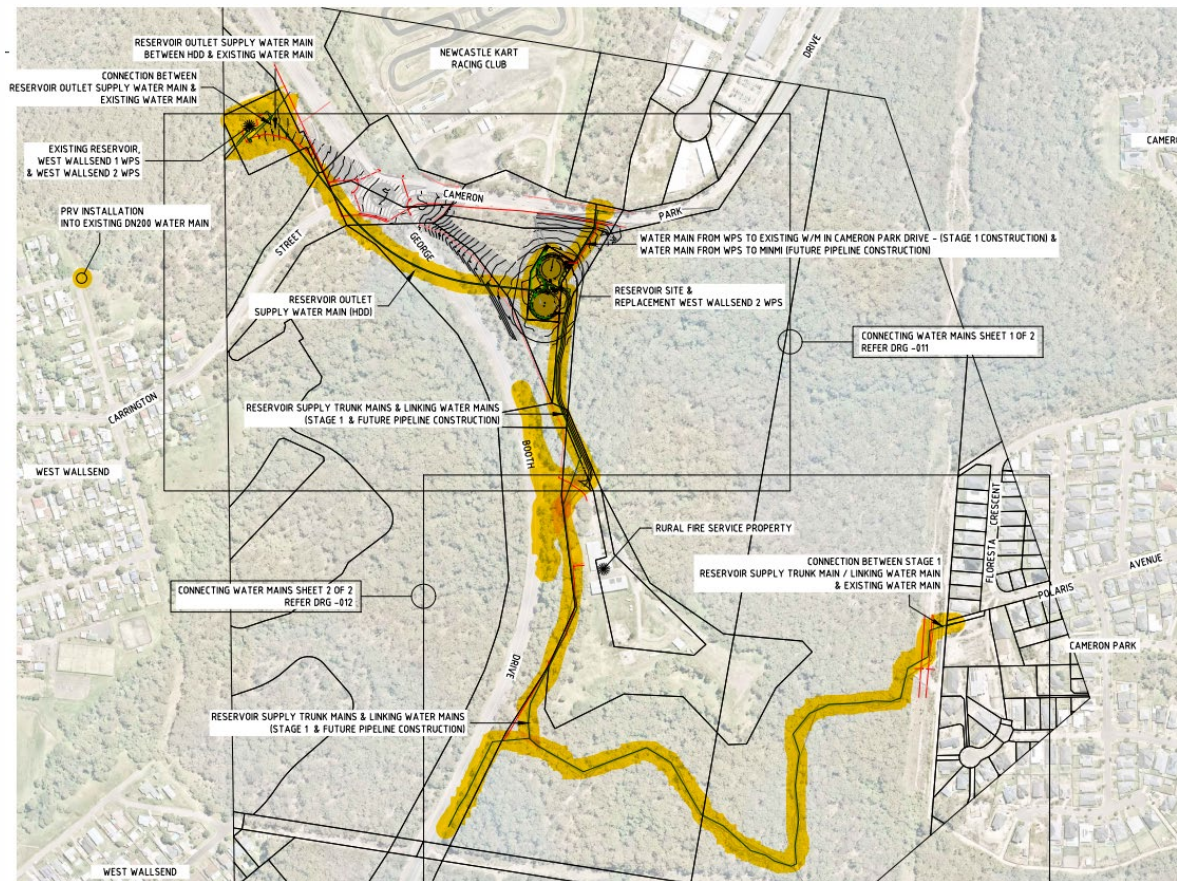 RESERVOIR OUTLET SUPPLY WATER MAIN
BETWEEN HDD & EXISTING WATER MAIN
NEWCASTLE KART
RACING CLUB
DRIVE
CONNECTION BETWEEN
RESERVOIR OUTLET SUPPLY WATER MAIN &
EXISTING WATER MAIN
EXISTING RESERVOIR,
WEST WALLSEND 1 WPS
& WEST WALLSEND 2 WPS
CAMERO
CAMERON
PARK
PRV INSTALLATION
INTO EXISTING DN200 WATER MAIN
STREET
GEORGE
WATER MAIN FROM WPS TO EXISTING W/M IN CAMERON PARK DRIVE - (STAGE 1 CONSTRUCTION) &
WATER MAIN FROM WPS TO MINMI (FUTURE PIPELINE CONSTRUCTION)
RESERVOIR OUTLET
SUPPLY WATER MAIN (HDD)
RESERVOIR SITE &
REPLACEMENT WEST WALLSEND 2 WPS
CONNECTING WATER MAINS SHEET 1 OF 2
REFER DRG -011
CARRINGTON
RESERVOIR SUPPLY TRUNK MAINS & LINKING WATER MAINS
(STAGE 1 & FUTURE PIPELINE CONSTRUCTION)
BOOTH
WEST WALLSEND
FLORESTA CRESCENT
RURAL FIRE SERVICE PROPERTY
CONNECTION BETWEEN STAGE 1
RESERVOIR SUPPLY TRUNK MAIN / LINKING WATER MAIN
& EXISTING WATER MAIN
AVENUE
POLARIS
CONNECTING WATER MAINS SHEET 2 OF 2
REFER DRG -012
CAMERON PARK
DRIVE
RESERVOIR SUPPLY TRUNK MAINS & LINKING WATER MAINS
(STAGE 1 & FUTURE PIPELINE CONSTRUCTION)
WEST WALLSEND